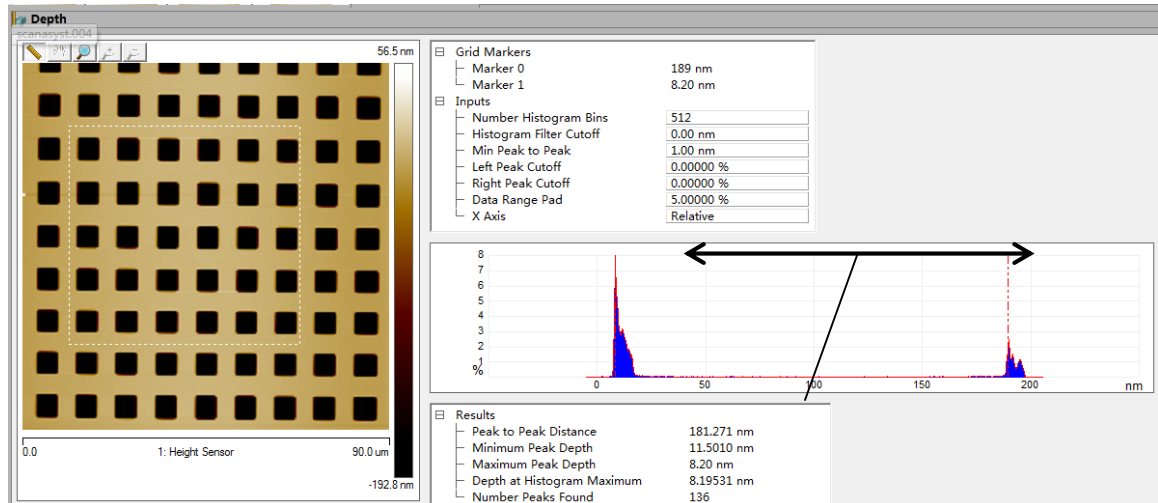 Depth
scanasyst.004
56.5 nm
0.0
1: Height Sensor
90.0 um
-192.8 nm
Grid Markers
Marker 0 189 nm
Marker 1 8.20 nm
Inputs
Number Histogram Bins 512
Histogram Filter Cutoff 0.00 nm
Min Peak to Peak 1.00 nm
Left Peak Cutoff 0.00000 %
Right Peak Cutoff 0.00000 %
Data Range Pad 5.00000 %
X Axis Relative
8
7
6
5
4
3
2
1
%
0 50 100 150 200 nm
Results
Peak to Peak Distance 181.271 nm
Minimum Peak Depth 11.5010 nm
Maximum Peak Depth 8.20 nm
Depth at Histogram Maximum 8.19531 nm
Number Peaks Found 136